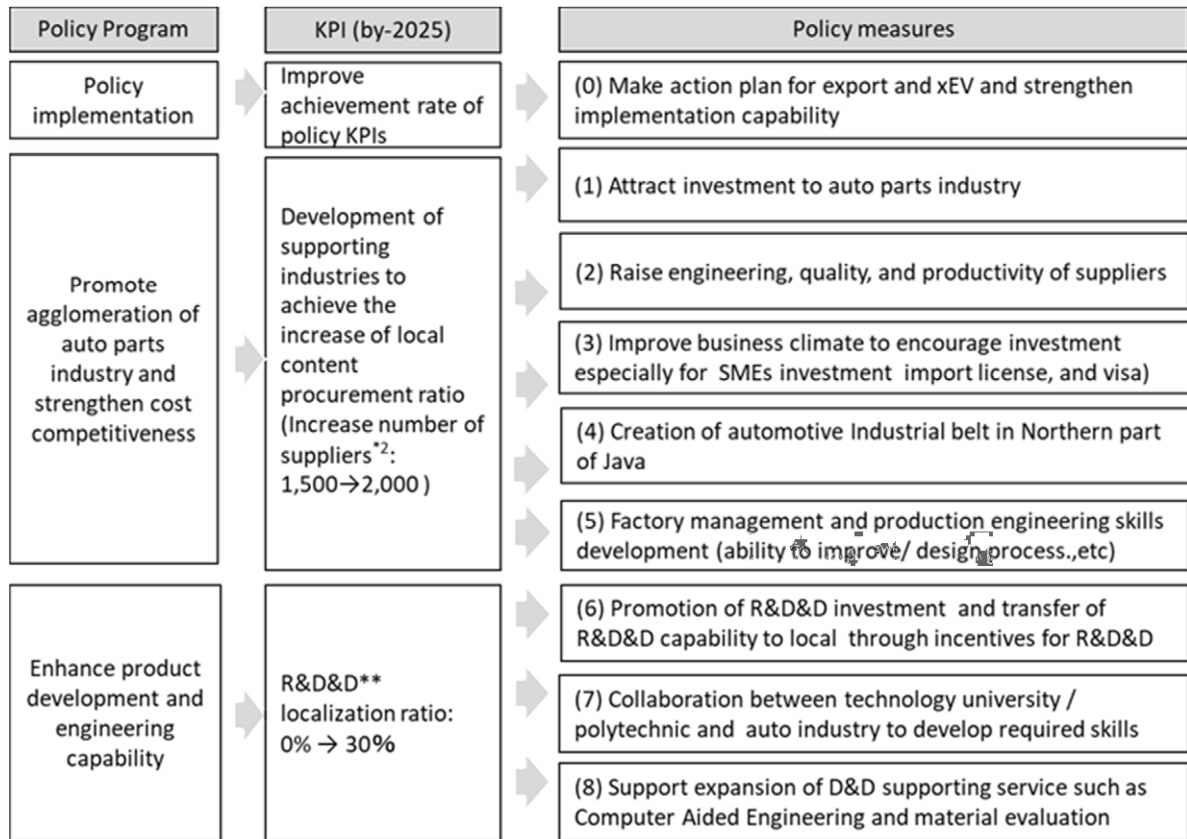 Policy Program
KPI (by-2025)
Policy measures
Policy
implementation
Improve
achievement rate of
policy KPIs
(0) Make action plan for export and xEV and strengthen
implementation capability
Promote
agglomeration of
auto parts
industry and
strengthen cost
competitiveness
Development of
supporting
industries to
achieve the
increase of local
content
procurement ratio
(Increase number of
suppliers*2:
1,500→2,000 )
(1) Attract investment to auto parts industry
(2) Raise engineering, quality, and productivity of suppliers
(3) Improve business climate to encourage investment
especially for SMEs investment import license, and visa)
(4) Creation of automotive Industrial belt in Northern part
of Java
(5) Factory management and production engineering skills
development (ability to improve/ design process.,etc)
Enhance product
development and
engineering
capability
R&D&D**
localization ratio:
0% → 30%
(6) Promotion of R&D&D investment and transfer of
R&D&D capability to local through incentives for R&D&D
(7) Collaboration between technology university /
polytechnic and auto industry to develop required skills
(8) Support expansion of D&D supporting service such as
Computer Aided Engineering and material evaluation